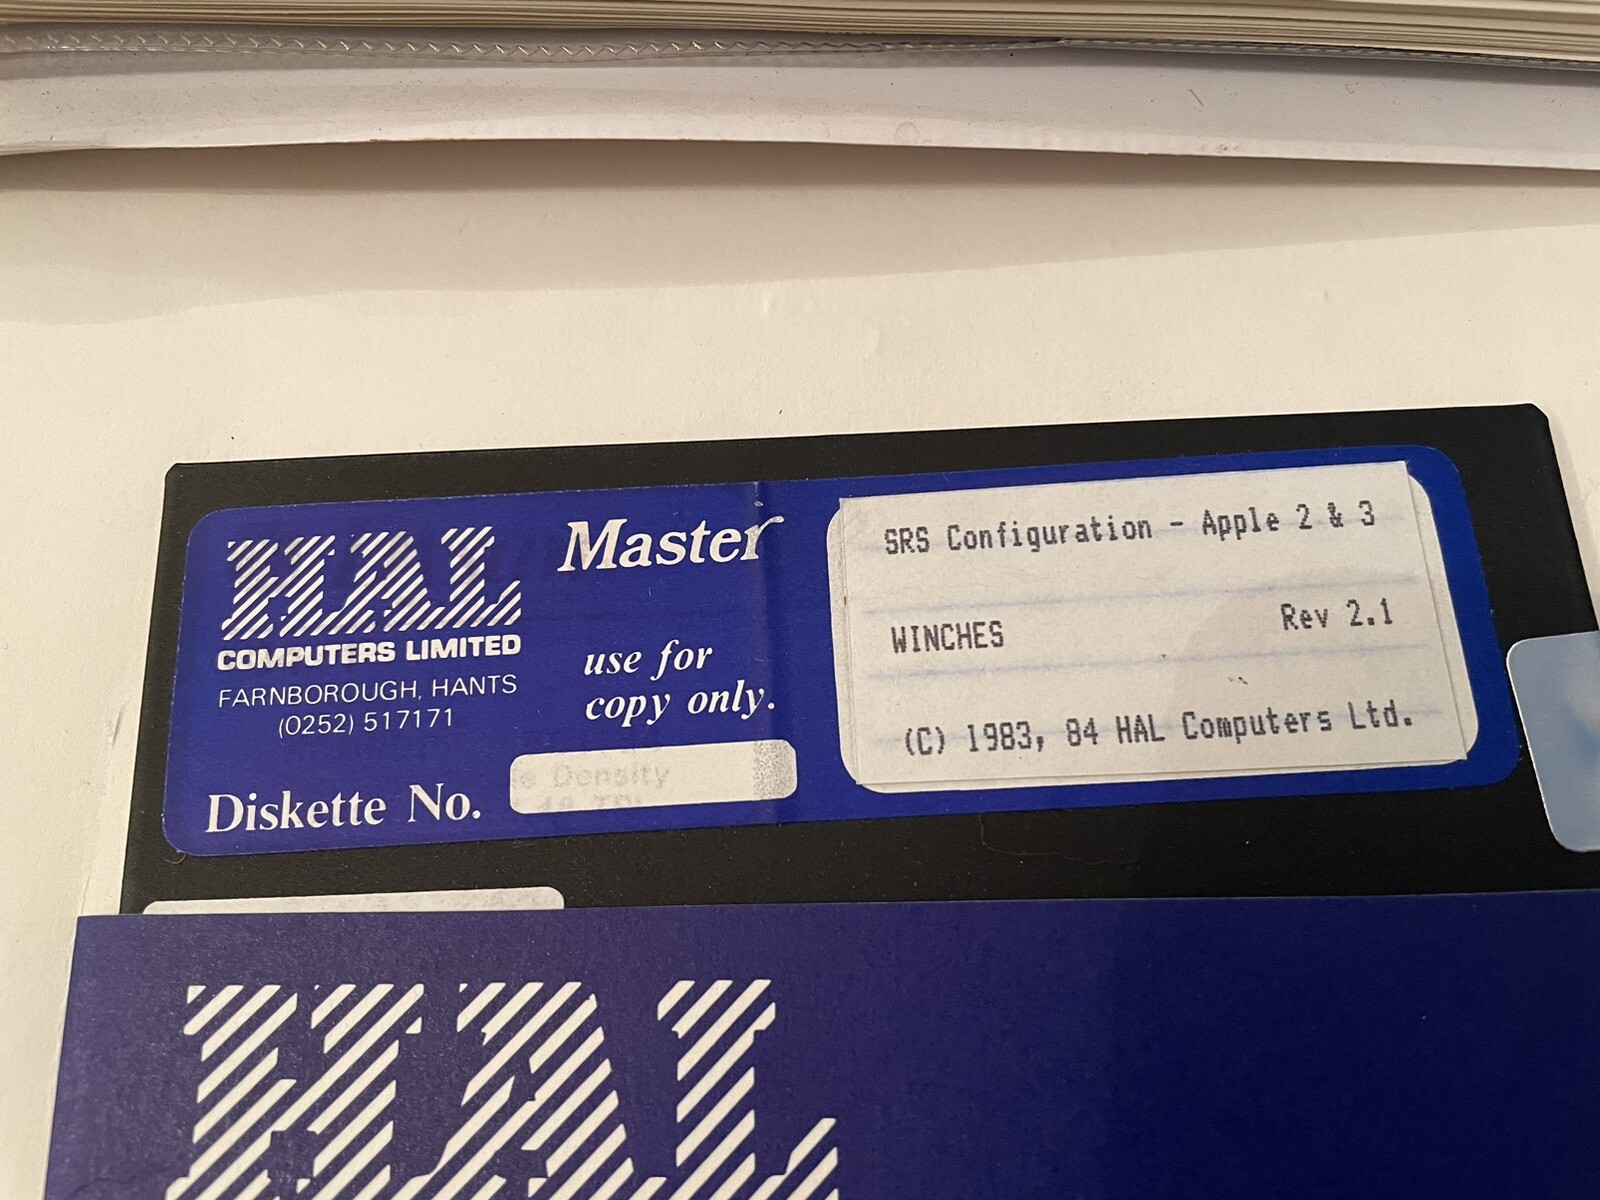 HAL
COMPUTERS LIMITED
FARNBOROUGH, HANTS
(0252) 517171
Master
use for
copy only.
Diskette No.
Density
SRS Configuration - Apple 2 & 3
WINCHES Rev 2.1
(C) 1983, 84 HAL Computers Ltd.
HAL